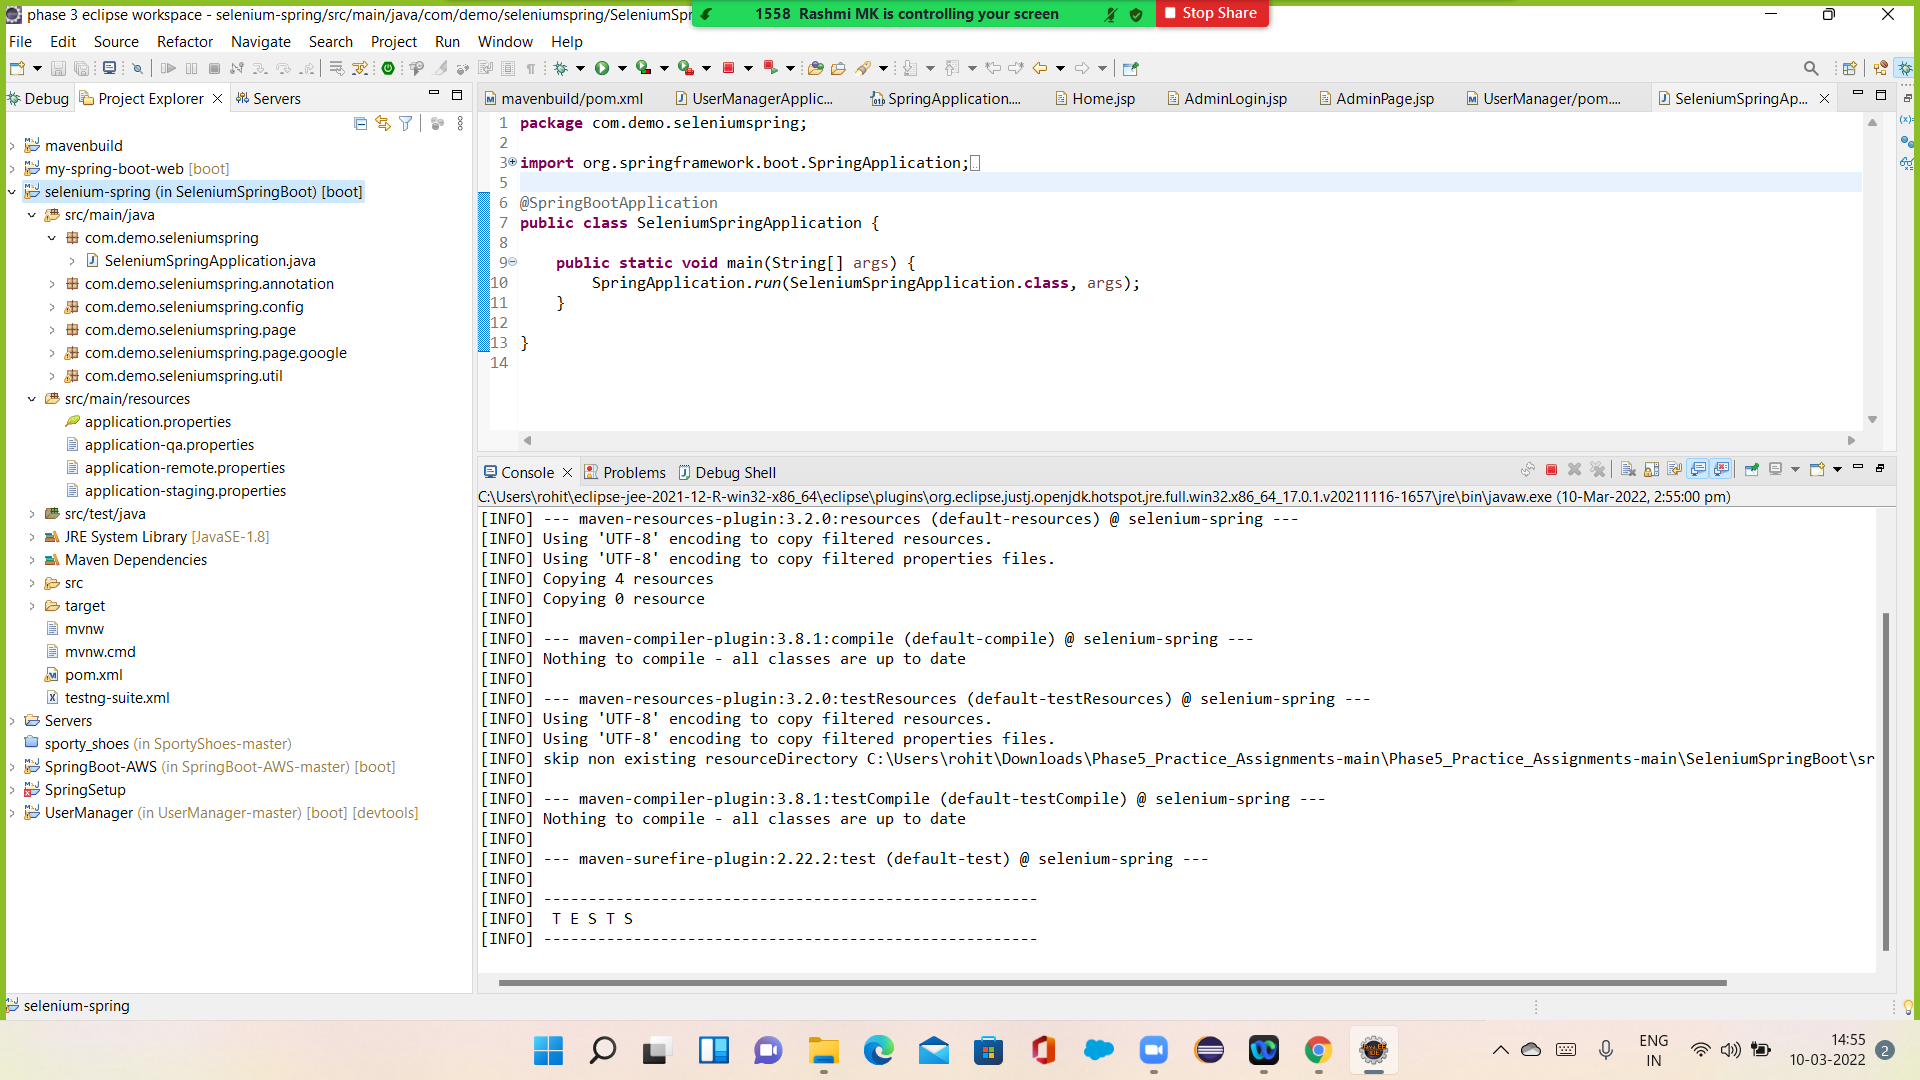 phase 3 eclipse workspace - selenium-spring/src/main/java/com/demo/seleniumspring/SeleniumSpr
1558 Rashmi MK is controlling your screen
Stop Share
File Edit Source Refactor Navigate Search Project Run Window Help
Debug
Project Explorer
Servers
mavenbuild/pom.xml
UserManagerApplic...
SpringApplication....
Home.jsp
AdminLogin.jsp
AdminPage.jsp
UserManager/pom....
SeleniumSpringAp...
mavenbuild
my-spring-boot-web [boot]
selenium-spring (in SeleniumSpringBoot) [boot]
src/main/java
com.demo.seleniumspring
SeleniumSpringApplication.java
com.demo.seleniumspring.annotation
com.demo.seleniumspring.config
com.demo.seleniumspring.page
com.demo.seleniumspring.page.google
com.demo.seleniumspring.util
src/main/resources
application.properties
application-qa.properties
application-remote.properties
application-staging.properties
src/test/java
JRE System Library [JavaSE-1.8]
Maven Dependencies
src
target
mvnw
mvnw.cmd
pom.xml
testng-suite.xml
Servers
sporty_shoes (in SportyShoes-master)
SpringBoot-AWS (in SpringBoot-AWS-master) [boot]
SpringSetup
UserManager (in UserManager-master) [boot] [devtools]
1 package com.demo.seleniumspring;
2
3 import org.springframework.boot.SpringApplication;
5
6 @SpringBootApplication
7 public class SeleniumSpringApplication {
8
9 public static void main(String[] args) {
10 SpringApplication.run(SeleniumSpringApplication.class, args);
11 }
12
13 }
14
Console
Problems
Debug Shell
C:\Users\rohit\eclipse-jee-2021-12-R-win32-x86_64\eclipse\plugins\org.eclipse.justj.openjdk.hotspot.jre.full.win32.x86_64_17.0.1.v20211116-1657\jre\bin\javaw.exe (10-Mar-2022, 2:55:00 pm)
[INFO] --- maven-resources-plugin:3.2.0:resources (default-resources) @ selenium-spring ---
[INFO] Using 'UTF-8' encoding to copy filtered resources.
[INFO] Using 'UTF-8' encoding to copy filtered properties files.
[INFO] Copying 4 resources
[INFO] Copying 0 resource
[INFO]
[INFO] --- maven-compiler-plugin:3.8.1:compile (default-compile) @ selenium-spring ---
[INFO] Nothing to compile - all classes are up to date
[INFO]
[INFO] --- maven-resources-plugin:3.2.0:testResources (default-testResources) @ selenium-spring ---
[INFO] Using 'UTF-8' encoding to copy filtered resources.
[INFO] Using 'UTF-8' encoding to copy filtered properties files.
[INFO] skip non existing resourceDirectory C:\Users\rohit\Downloads\Phase5_Practice_Assignments-main\Phase5_Practice_Assignments-main\SeleniumSpringBoot\sr
[INFO]
[INFO] --- maven-compiler-plugin:3.8.1:testCompile (default-testCompile) @ selenium-spring ---
[INFO] Nothing to compile - all classes are up to date
[INFO]
[INFO] --- maven-surefire-plugin:2.22.2:test (default-test) @ selenium-spring ---
[INFO]
[INFO] -------------------------------------------------------
[INFO]  T E S T S
[INFO] -------------------------------------------------------
selenium-spring
ENG
IN
14:55
10-03-2022
2